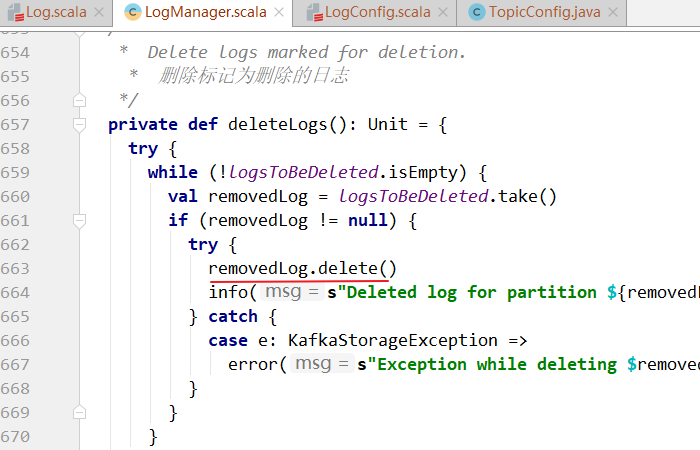 Log.scala × LogManager.scala × LogConfig.scala × TopicConfig.java ×
654 * Delete logs marked for deletion.
655 * 删除标记为删除的日志
656 */
657 private def deleteLogs(): Unit = {
658 try {
659 while (!logsToBeDeleted.isEmpty) {
660 val removedLog = logsToBeDeleted.take()
661 if (removedLog != null) {
662 try {
663 removedLog.delete()
664 info( msg = s"Deleted log for partition ${removed
665 } catch {
666 case e: KafkaStorageException =>
667 error( msg = s"Exception while deleting $removed
668 }
669 }
670 }